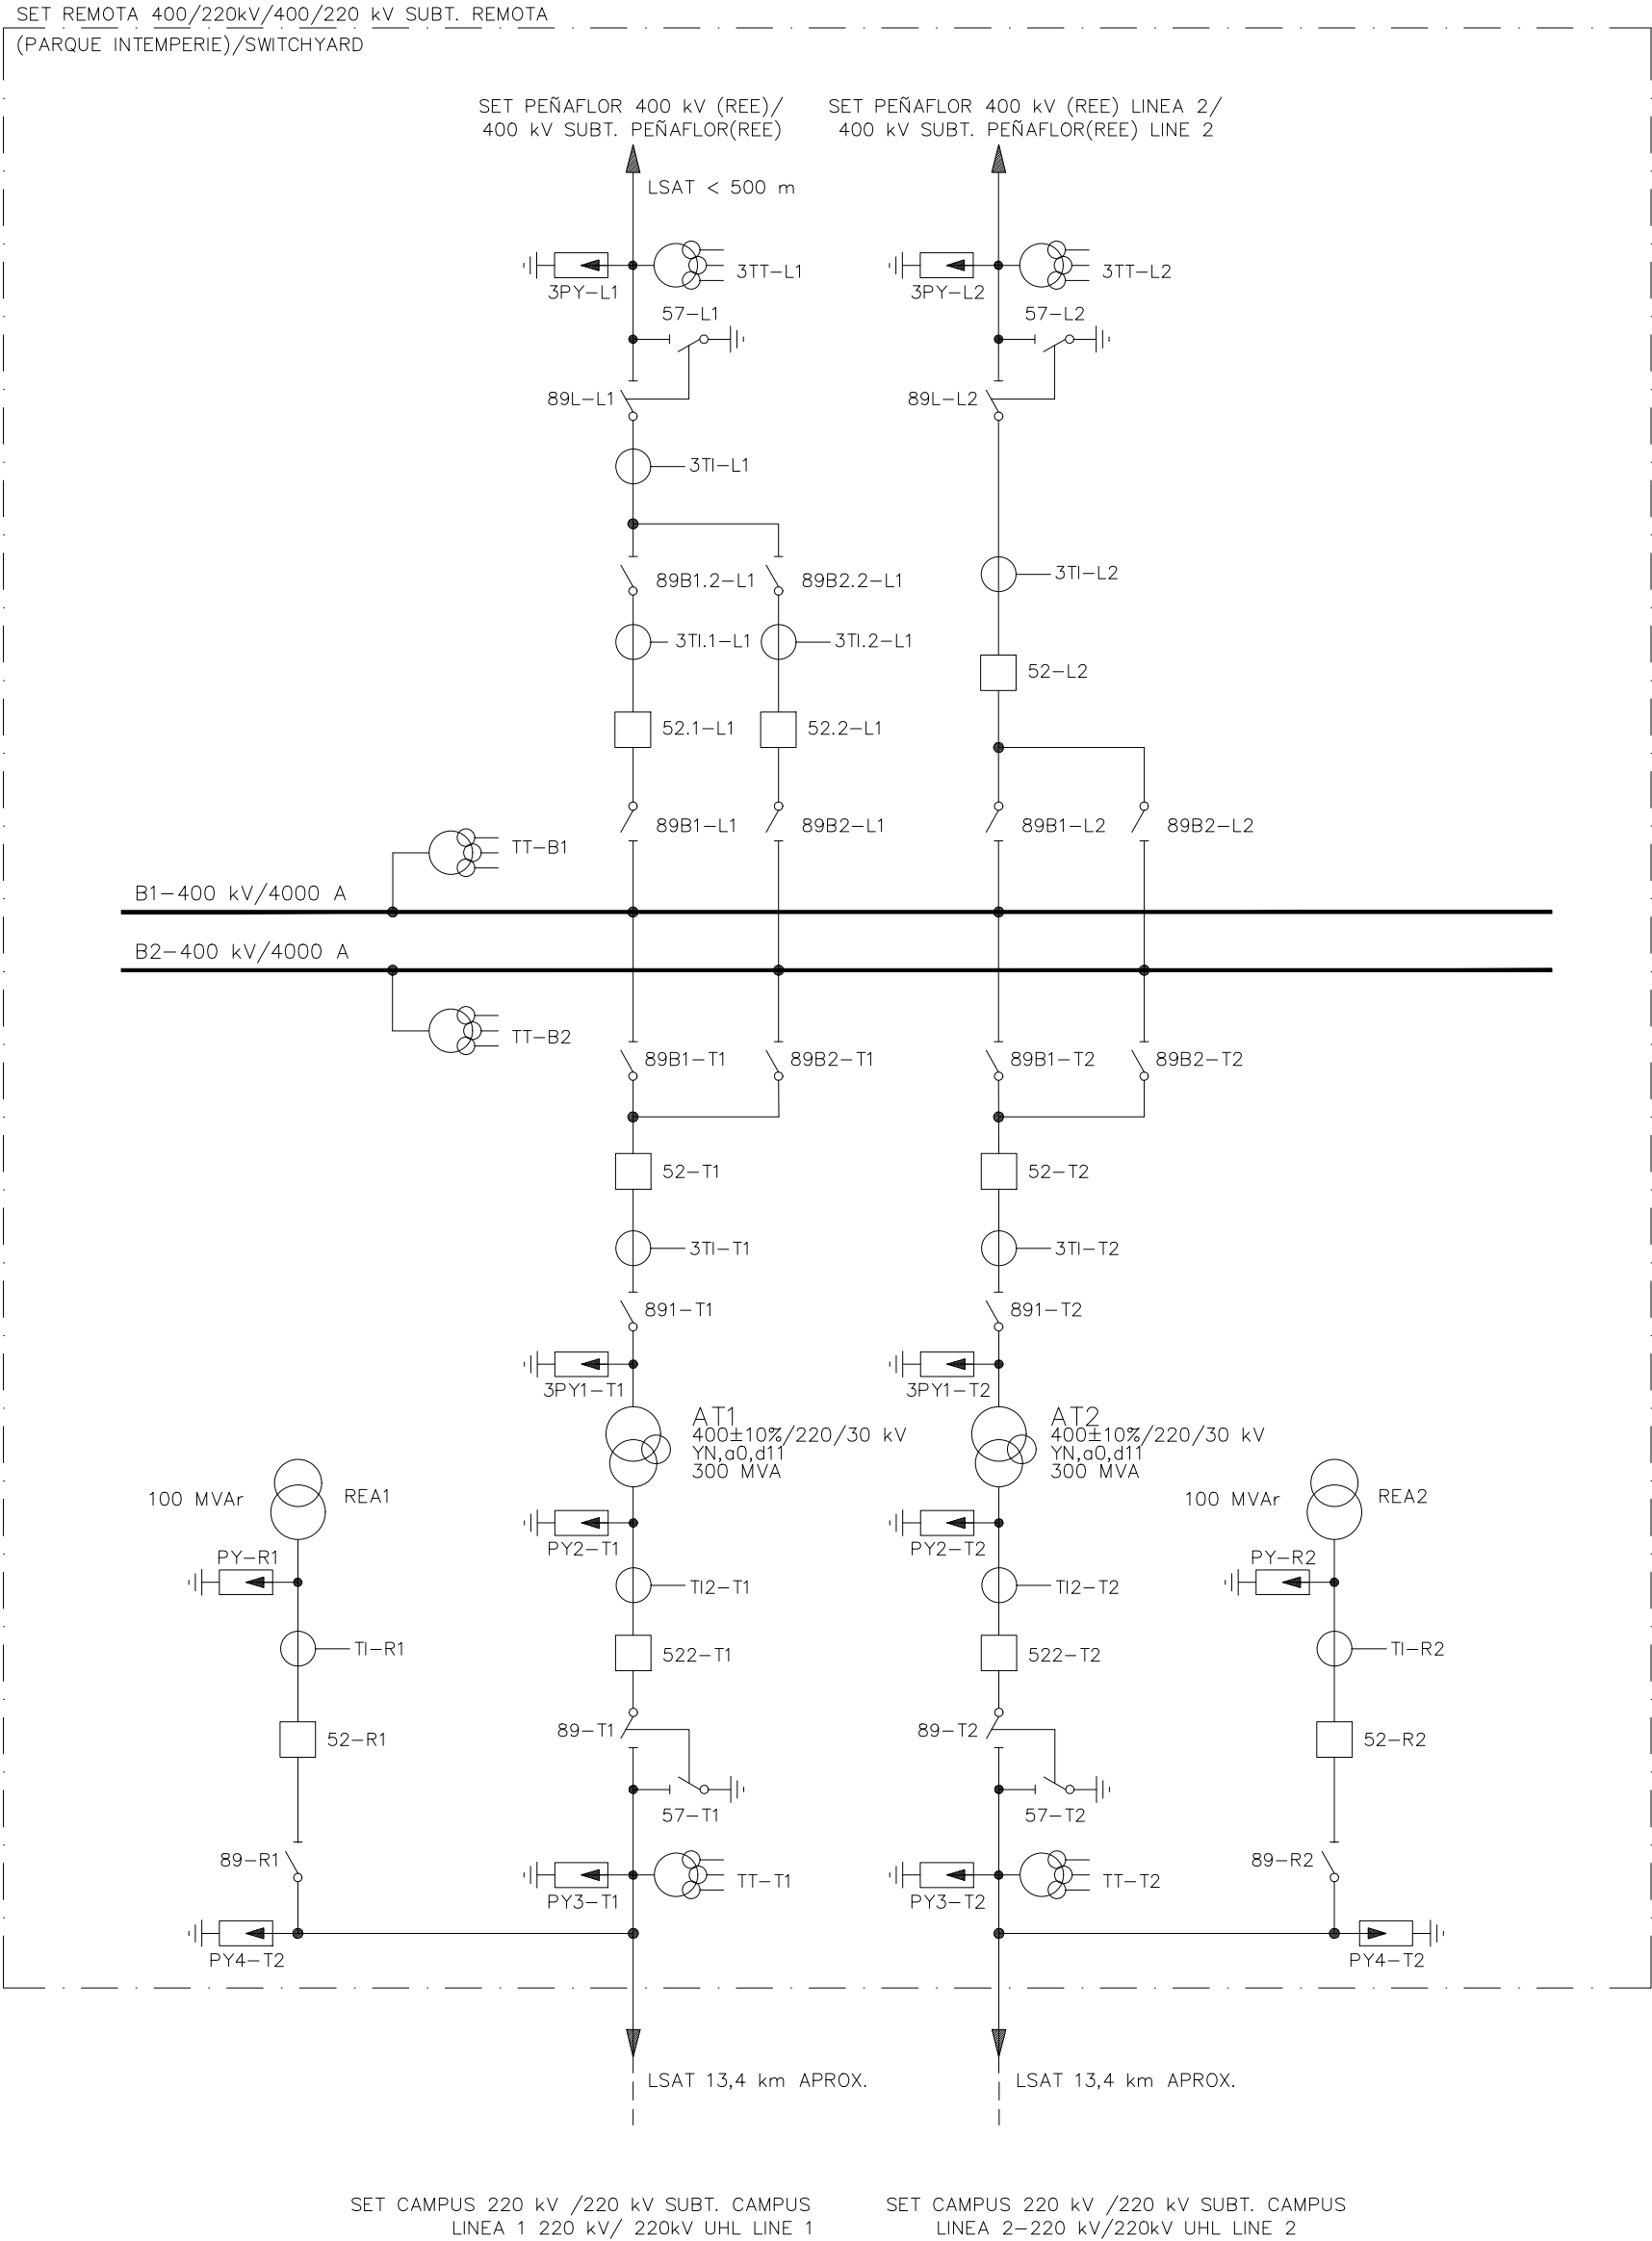 SET REMOTA 400/220kV/400/220 kV SUBT. REMOTA
(PARQUE INTEMPERIE)/SWITCHYARD
SET PEÑAFLOR 400 kV (REE)/
400 kV SUBT. PEÑAFLOR(REE)
SET PEÑAFLOR 400 kV (REE) LINEA 2/
400 kV SUBT. PEÑAFLOR(REE) LINE 2
LSAT < 500 m
3PY-L1
3TT-L1
3PY-L2
3TT-L2
57-L1
57-L2
89L-L1
89L-L2
3TI-L1
89B1.2-L1
89B2.2-L1
3TI-L2
3TI.1-L1
3TI.2-L1
52-L2
52.1-L1
52.2-L1
89B1-L1
89B2-L1
89B1-L2
89B2-L2
TT-B1
B1-400 kV/4000 A
B2-400 kV/4000 A
TT-B2
89B1-T1
89B2-T1
89B1-T2
89B2-T2
52-T1
52-T2
3TI-T1
3TI-T2
891-T1
891-T2
3PY1-T1
3PY1-T2
AT1
400±10%/220/30 kV
YN,a0,d11
300 MVA
AT2
400±10%/220/30 kV
YN,a0,d11
300 MVA
100 MVAr
REA1
100 MVAr
REA2
PY-R1
PY2-T1
PY2-T2
PY-R2
TI2-T1
TI2-T2
TI-R1
522-T1
522-T2
TI-R2
52-R1
89-T1
89-T2
52-R2
57-T1
57-T2
89-R1
89-R2
PY3-T1
TT-T1
PY3-T2
TT-T2
PY4-T2
PY4-T2
LSAT 13,4 km APROX.
LSAT 13,4 km APROX.
SET CAMPUS 220 kV /220 kV SUBT. CAMPUS
LINEA 1 220 kV/ 220kV UHL LINE 1
SET CAMPUS 220 kV /220 kV SUBT. CAMPUS
LINEA 2-220 kV/220kV UHL LINE 2